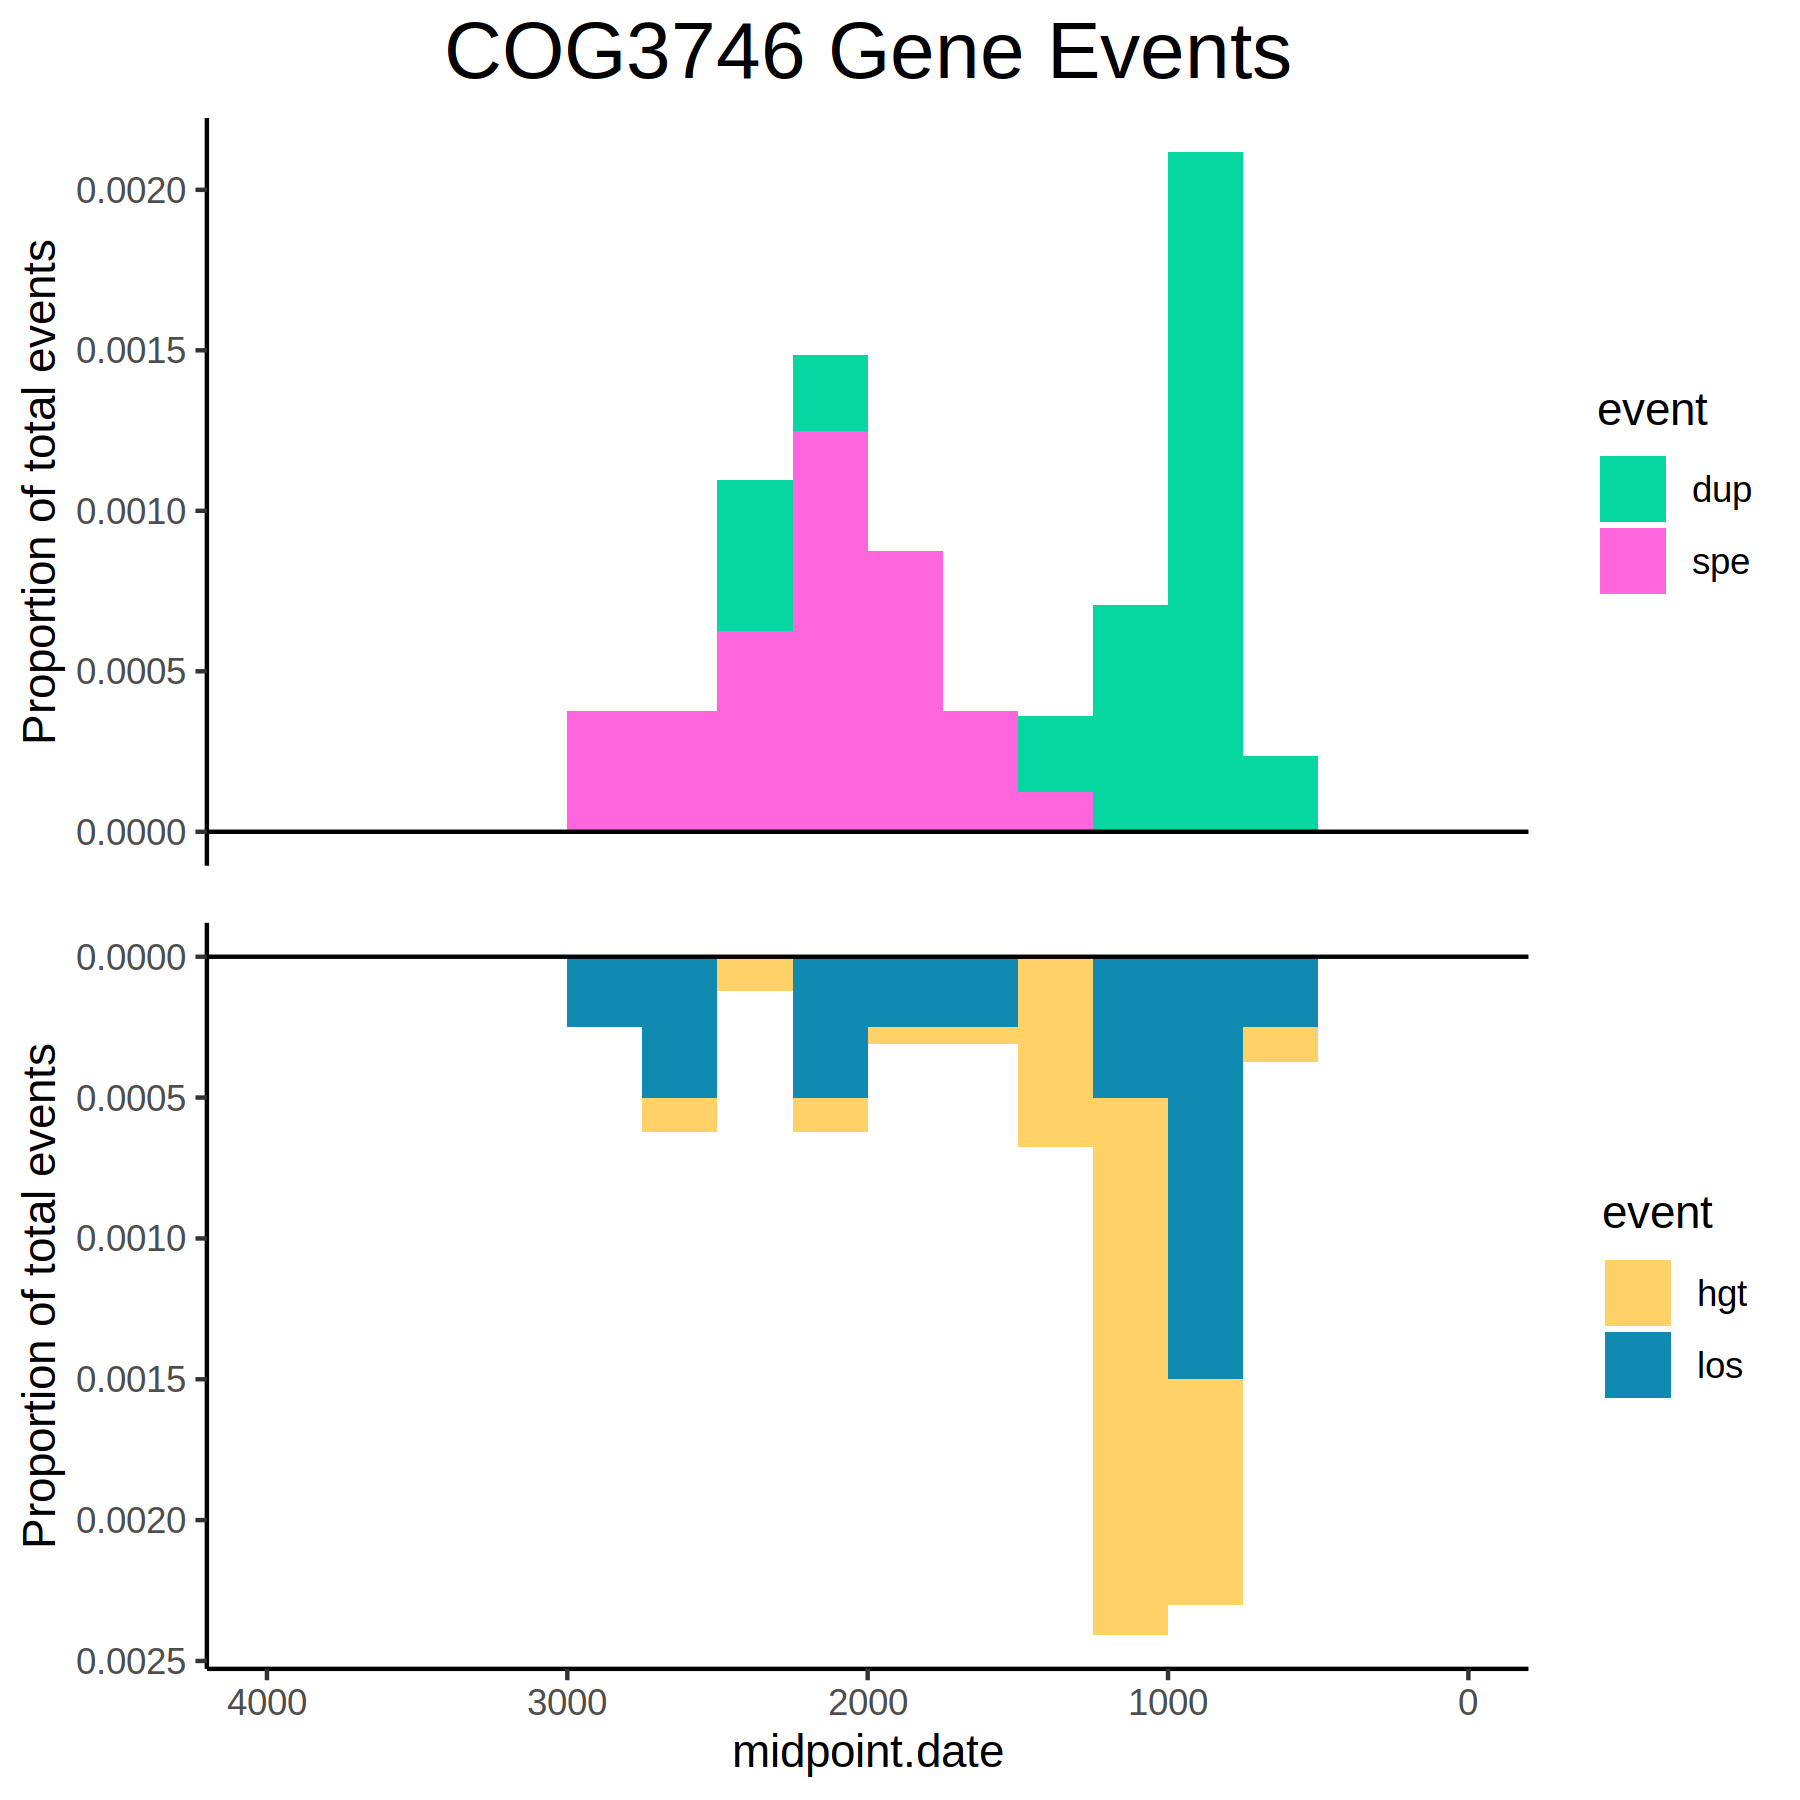 COG3746 Gene Events
Proportion of total events
0.0020
0.0015
0.0010
0.0005
0.0000
event
dup
spe
Proportion of total events
0.0000
0.0005
0.0010
0.0015
0.0020
0.0025
event
hgt
los
4000 3000 2000 1000 0
midpoint.date